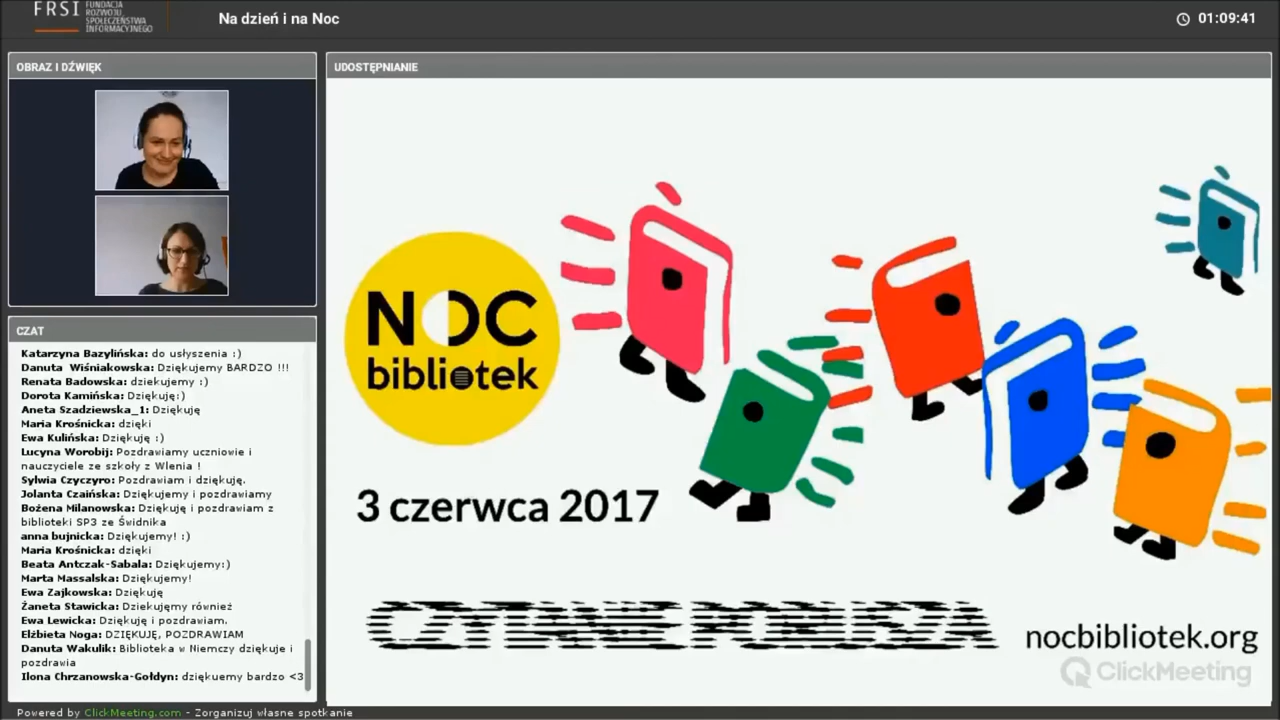 FRSI
FUNDACJA
ROZWOJU
SPOŁECZEŃSTWA
INFORMACYJNEGO
Na dzień i na Noc
01:09:41
OBRAZ I DŹWIĘK
CZAT
Katarzyna Bazylińska: do usłyszenia :)
Danuta Wiśniakowska: Dziękujemy BARDZO !!!
Renata Badowska: dziekujemy :)
Dorota Kamińska: Dziękuję:)
Aneta Szadziewska_1: Dziękuję
Maria Krośnicka: dzięki
Ewa Kulińska: Dziękuję :)
Lucyna Worobij: Pozdrawiamy uczniowie i
nauczyciele ze szkoły z Wlenia !
Sylwia Czyczyro: Pozdrawiam i dziękuję.
Jolanta Czaińska: Dziękujemy i pozdrawiamy
Bożena Milanowska: Dziękuję i pozdrawiam z
biblioteki SP3 ze Świdnika
anna bujnicka: Dziękujemy! :)
Maria Krośnicka: dzięki
Beata Antczak-Sabala: Dziękujemy:)
Marta Massalska: Dziękujemy!
Ewa Zajkowska: Dziękuję
Żaneta Stawicka: Dziekujęmy również
Ewa Lewicka: Dziękuję i pozdrawiam.
Elżbieta Noga: DZIĘKUJĘ, POZDRAWIAM
Danuta Wakulik: Biblioteka w Niemczy dziękuje i
pozdrawia
Ilona Chrzanowska-Gołdyn: dziękuemy bardzo <3
UDOSTĘPNIANIE
NOC
bibliotek
3 czerwca 2017
CZYTANIE PORUSZA
nocbibliotek.org
ClickMeeting
Powered by ClickMeeting.com - Zorganizuj własne spotkanie